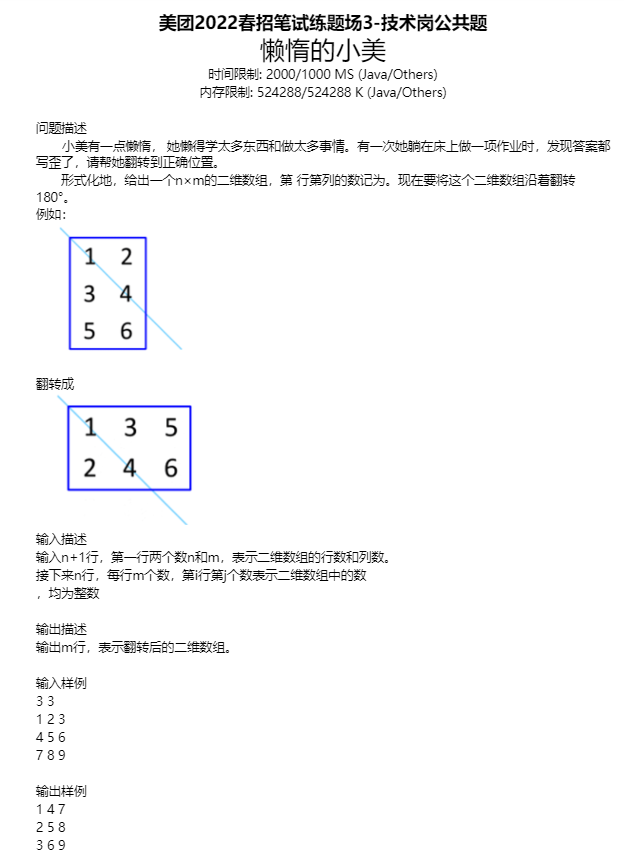 美团2022春招笔试练题场3-技术岗公共题
懒惰的小美
时间限制: 2000/1000 MS (Java/Others)
内存限制: 524288/524288 K (Java/Others)
问题描述
小美有一点懒惰， 她懒得学太多东西和做太多事情。有一次她躺在床上做一项作业时，发现答案都
写歪了，请帮她翻转到正确位置。
形式化地，给出一个n×m的二维数组，第 行第列的数记为。现在要将这个二维数组沿着翻转
180°。
例如：
1 2
3 4
5 6
翻转成
1 3 5
2 4 6
输入描述
输入n+1行，第一行两个数n和m，表示二维数组的行数和列数。
接下来n行，每行m个数，第i行第j个数表示二维数组中的数
，均为整数
输出描述
输出m行，表示翻转后的二维数组。
输入样例
3 3
1 2 3
4 5 6
7 8 9
输出样例
1 4 7
2 5 8
3 6 9